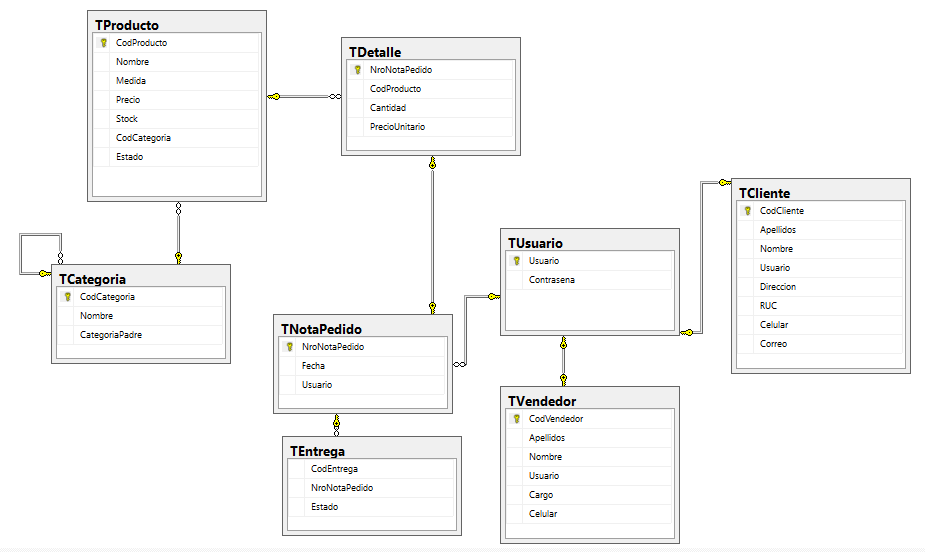 TProducto
CodProducto
Nombre
Medida
Precio
Stock
CodCategoria
Estado
TDetalle
NroNotaPedido
CodProducto
Cantidad
PrecioUnitario
TCliente
CodCliente
Apellidos
Nombre
Usuario
Direccion
RUC
Celular
Correo
TUsuario
Usuario
Contrasena
TCategoria
CodCategoria
Nombre
CategoriaPadre
TNotaPedido
NroNotaPedido
Fecha
Usuario
TVendedor
CodVendedor
Apellidos
Nombre
Usuario
Cargo
Celular
TEntrega
CodEntrega
NroNotaPedido
Estado